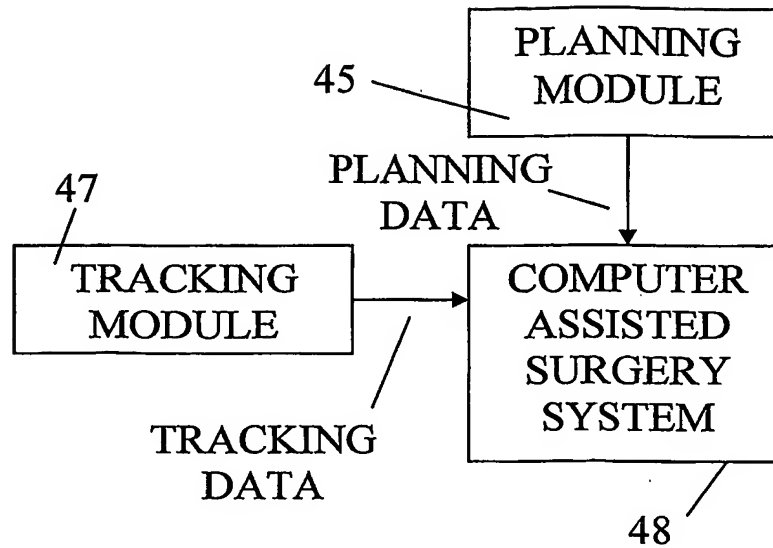 PLANNING
MODULE
45
PLANNING
DATA
47
TRACKING
MODULE
COMPUTER
ASSISTED
SURGERY
SYSTEM
TRACKING
DATA
48